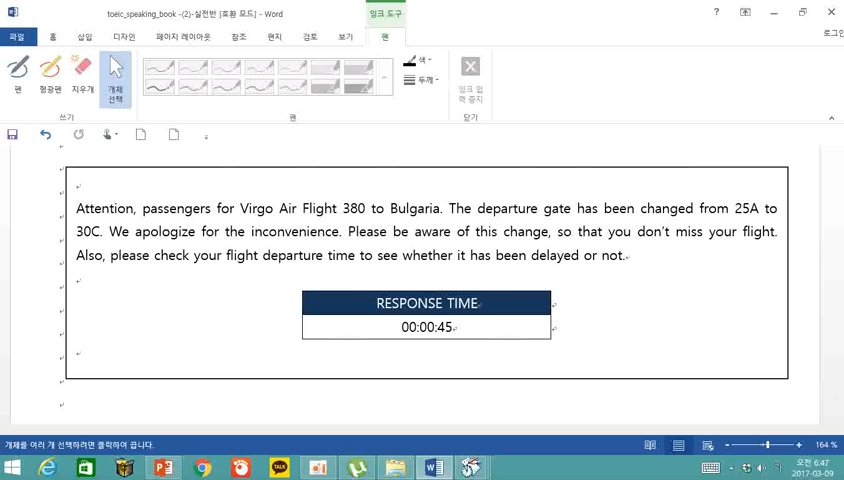 toeic_speaking_book -(2)-실전반 [호환 모드] - Word
잉크 도구
파일 홈 삽입 디자인 페이지 레이아웃 참조 편지 검토 보기 펜
로그인
펜 형광펜 지우개 개체 선택
색
두께
잉크 입력 중지
쓰기 펜 닫기
Attention, passengers for Virgo Air Flight 380 to Bulgaria. The departure gate has been changed from 25A to
30C. We apologize for the inconvenience. Please be aware of this change, so that you don't miss your flight.
Also, please check your flight departure time to see whether it has been delayed or not.
RESPONSE TIME
00:00:45
개체를 여러 개 선택하려면 클릭하여 끕니다.
164 %
TALK
오전 6:47
2017-03-09